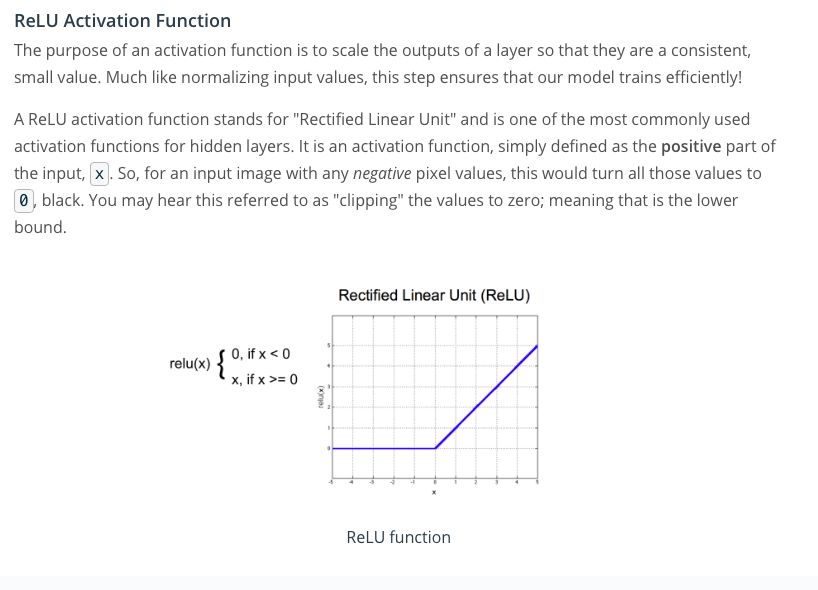 ReLU Activation Function
The purpose of an activation function is to scale the outputs of a layer so that they are a consistent,
small value. Much like normalizing input values, this step ensures that our model trains efficiently!
A ReLU activation function stands for "Rectified Linear Unit" and is one of the most commonly used
activation functions for hidden layers. It is an activation function, simply defined as the positive part of
the input, x. So, for an input image with any negative pixel values, this would turn all those values to
0, black. You may hear this referred to as "clipping" the values to zero; meaning that is the lower
bound.
Rectified Linear Unit (ReLU)
relu(x) { 0, if x < 0
x, if x >= 0
relu(x)
5
4
3
2
1
0
-5 -4 -3 -2 -1 0 1 2 3 4 5
x
ReLU function